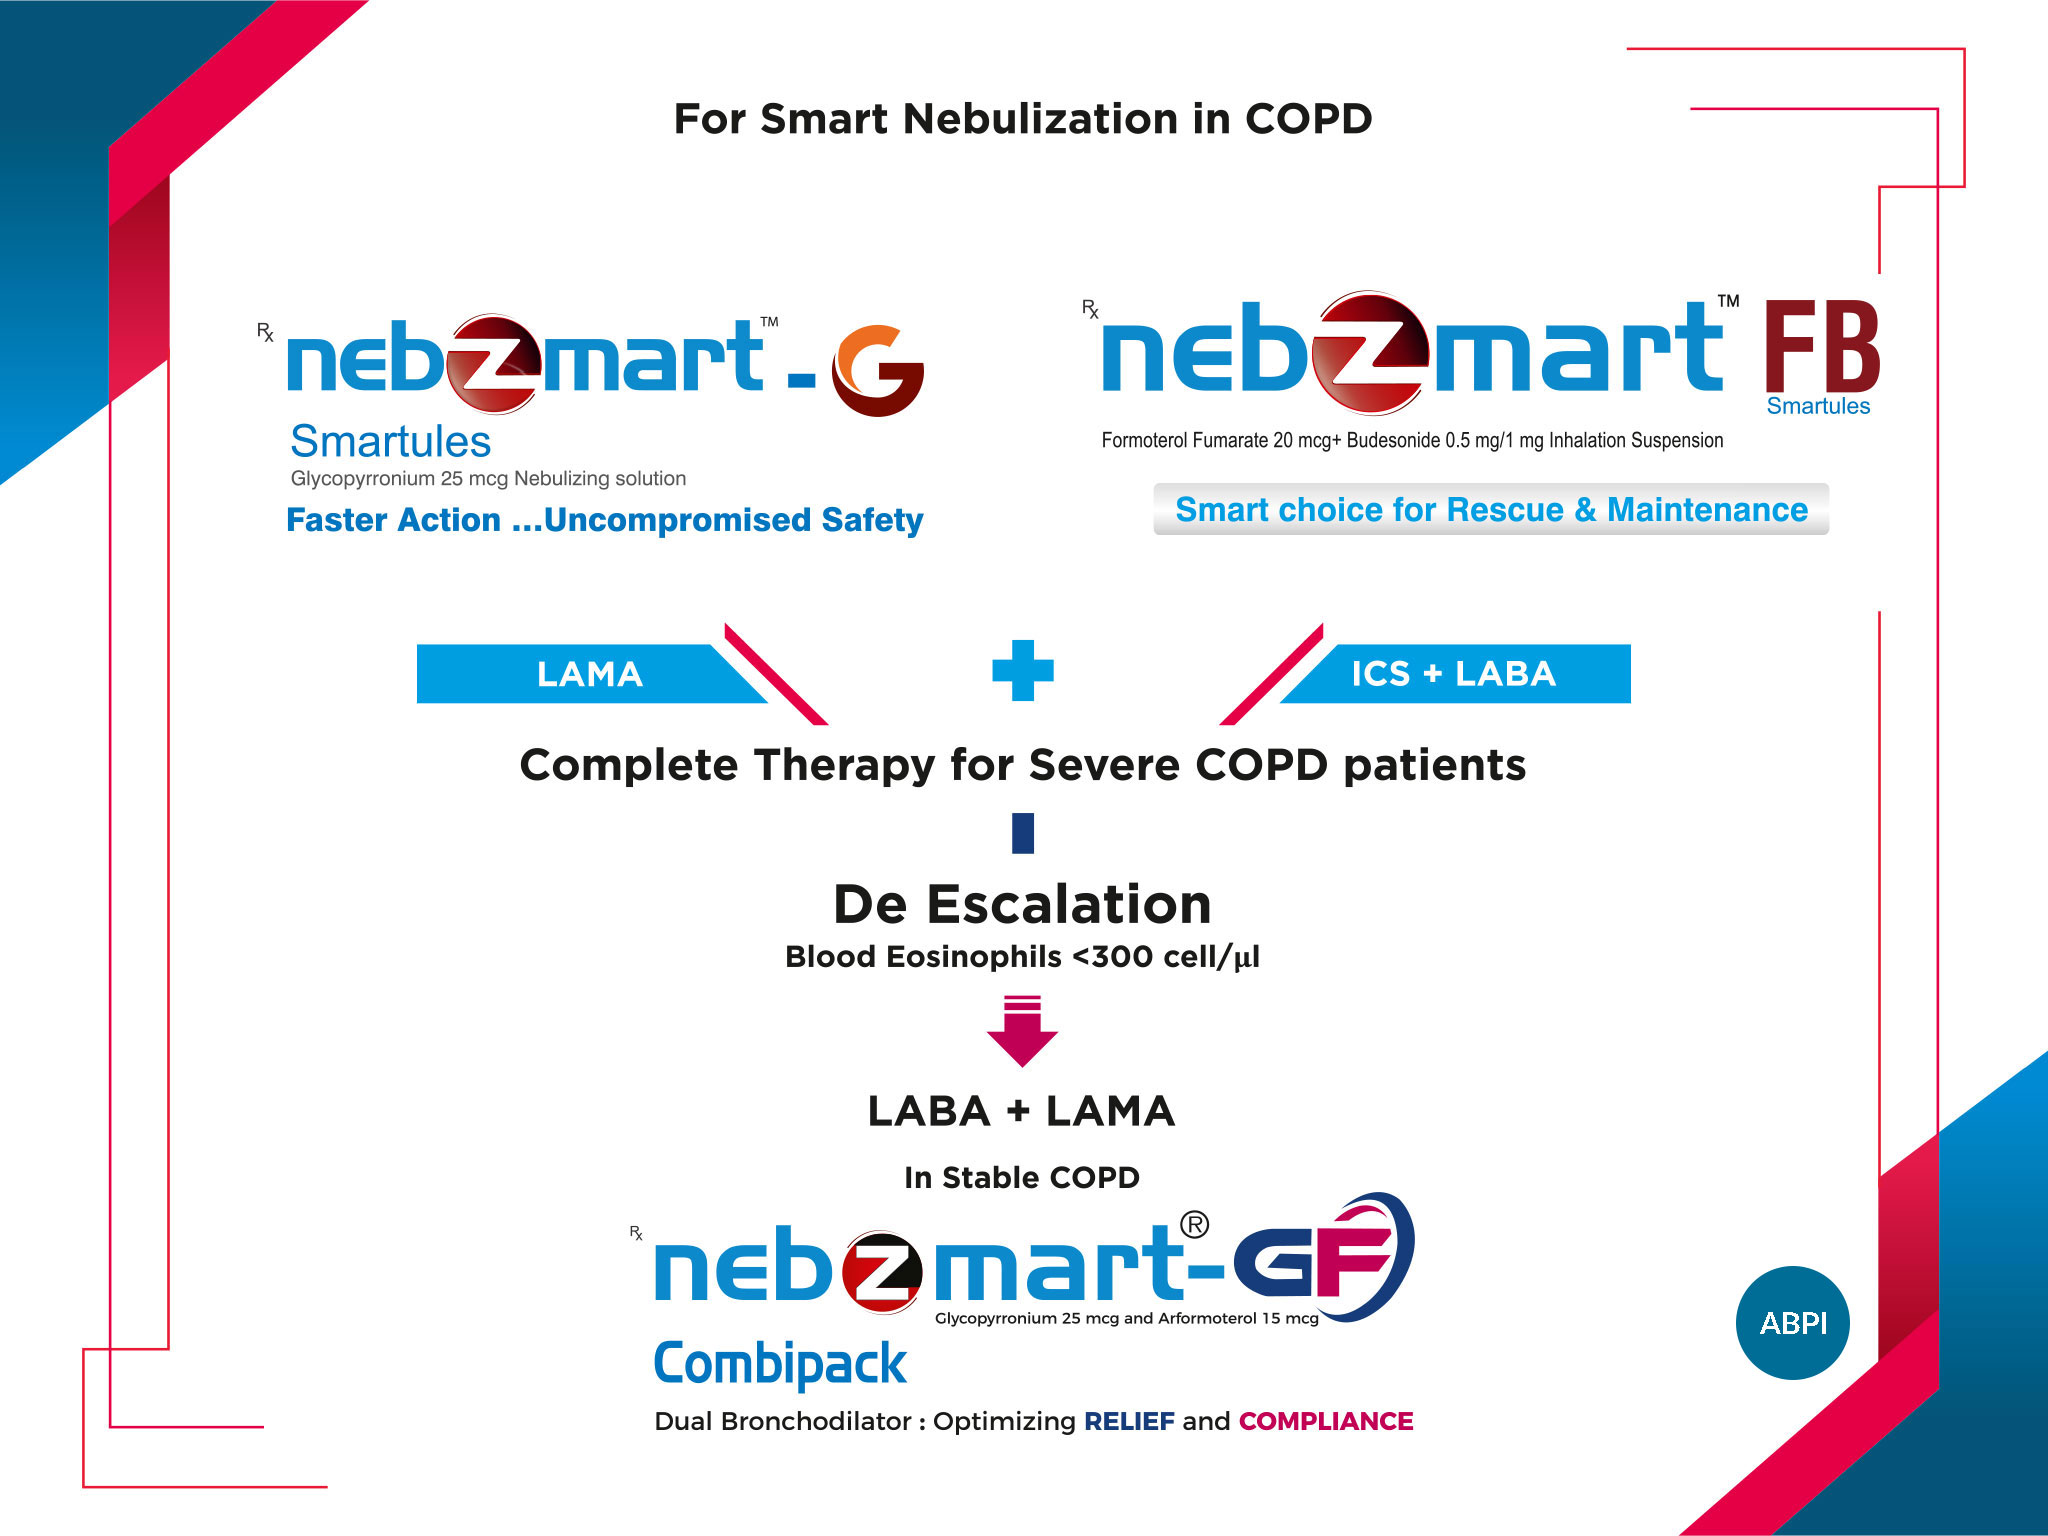 For Smart Nebulization in COPD
Rx nebzmart™-G
Smartules
Glycopyrronium 25 mcg Nebulizing solution
Faster Action ...Uncompromised Safety
Rx nebzmart™ FB
Smartules
Formoterol Fumarate 20 mcg+ Budesonide 0.5 mg/1 mg Inhalation Suspension
Smart choice for Rescue & Maintenance
LAMA + ICS + LABA
Complete Therapy for Severe COPD patients
De Escalation
Blood Eosinophils <300 cell/µl
LABA + LAMA
In Stable COPD
Rx nebzmart®-GF
Glycopyrronium 25 mcg and Arformoterol 15 mcg
Combipack
Dual Bronchodilator : Optimizing RELIEF and COMPLIANCE
ABPI